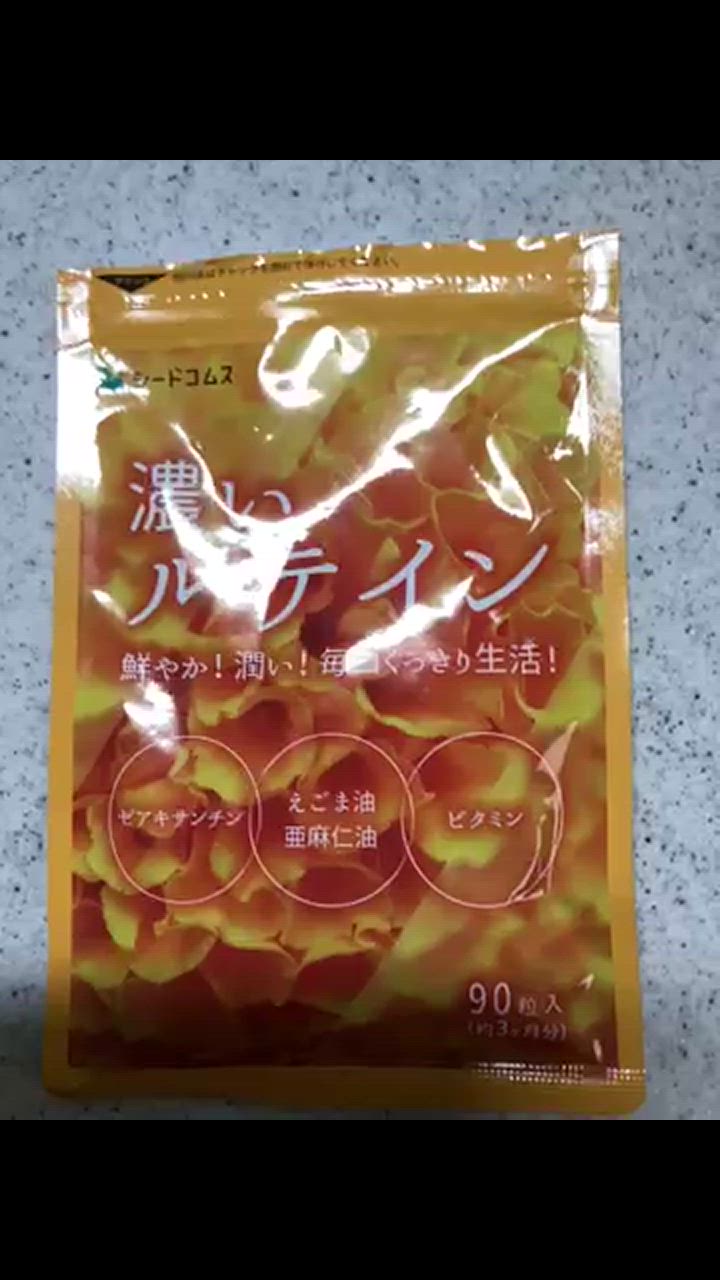 シードコムス
濃い
ルテイン
鮮やか!潤い!毎日くっきり生活!
ゼアキサンチン
えごま油
亜麻仁油
ビタミン
90粒入
(約3ヶ月分)